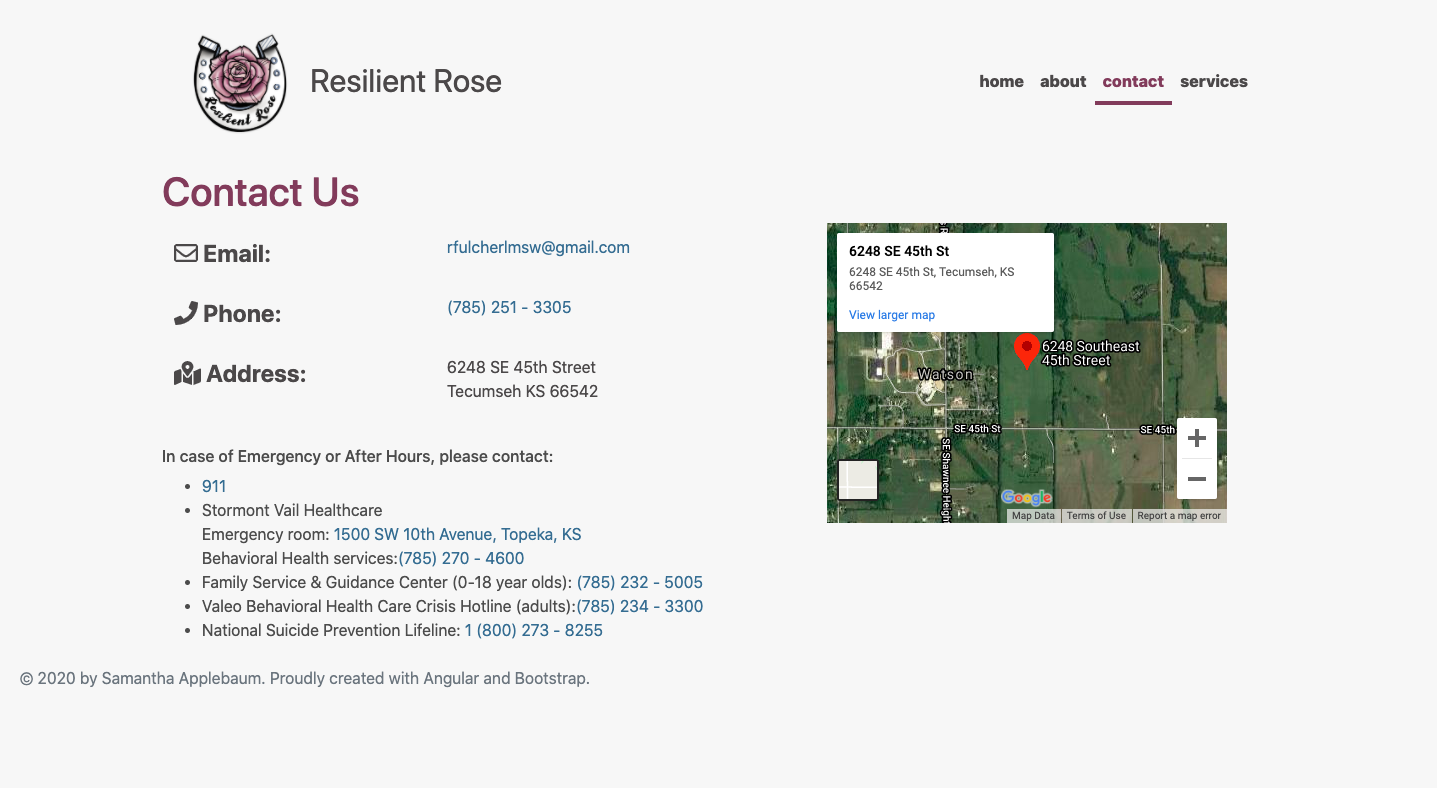 Resilient Rose
Resilient Rose
home about contact services
Contact Us
Email: rfulcherlmsw@gmail.com
Phone: (785) 251 - 3305
Address: 6248 SE 45th Street
Tecumseh KS 66542
In case of Emergency or After Hours, please contact:
• 911
• Stormont Vail Healthcare
Emergency room: 1500 SW 10th Avenue, Topeka, KS
Behavioral Health services:(785) 270 - 4600
• Family Service & Guidance Center (0-18 year olds): (785) 232 - 5005
• Valeo Behavioral Health Care Crisis Hotline (adults):(785) 234 - 3300
• National Suicide Prevention Lifeline: 1 (800) 273 - 8255
6248 SE 45th St
6248 SE 45th St, Tecumseh, KS
66542
View larger map
6248 Southeast
45th Street
Watson
SE 45th St
SE 45th
SE Shawnee Height
Google
Map Data Terms of Use Report a map error
© 2020 by Samantha Applebaum. Proudly created with Angular and Bootstrap.